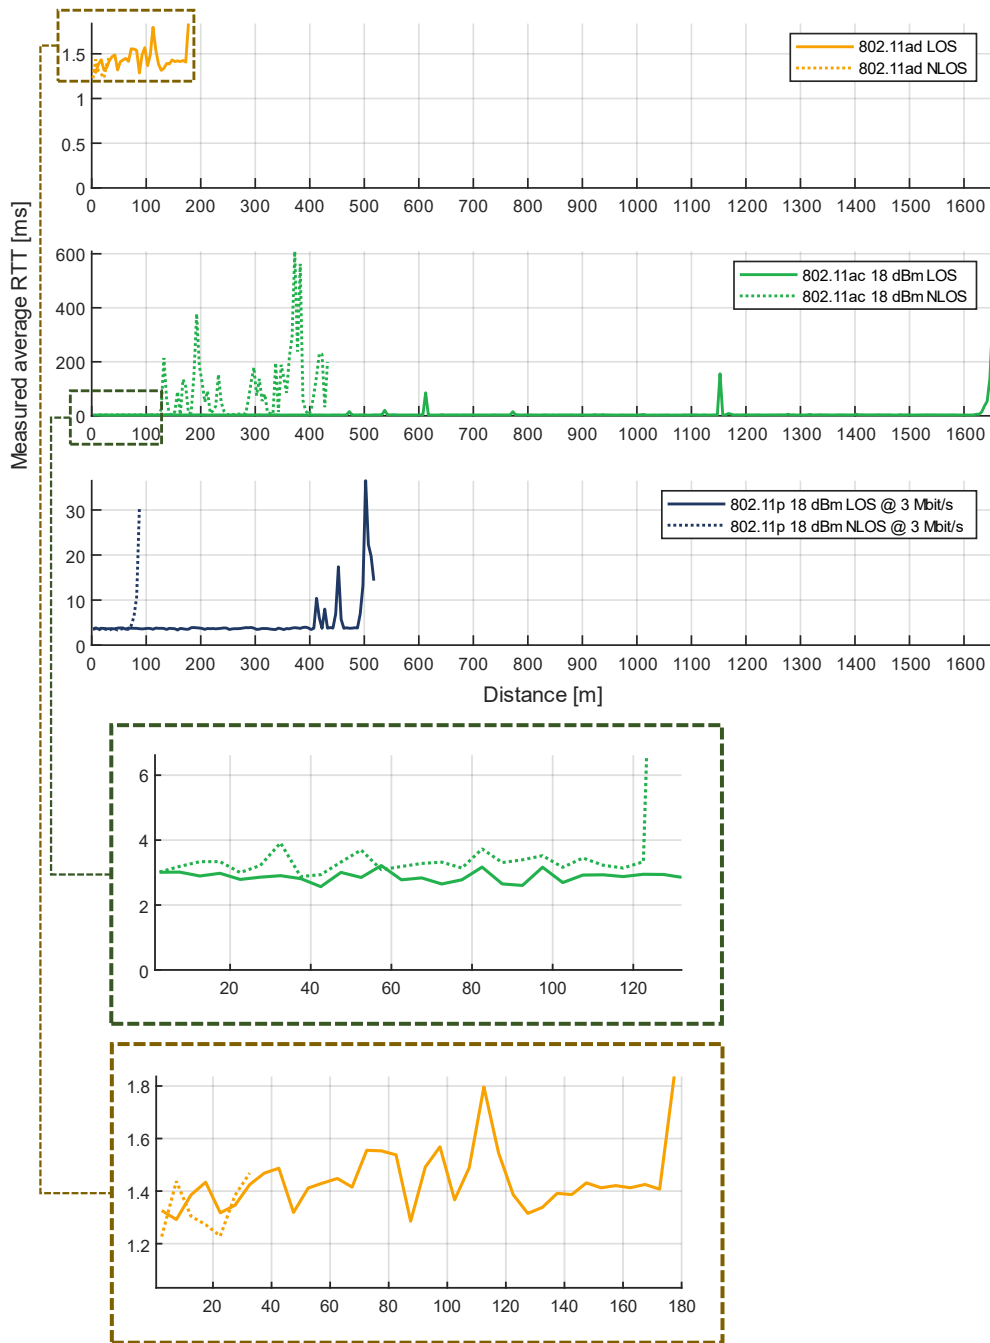 802.11ad LOS
802.11ad NLOS
1.5
1
0.5
0
0 100 200 300 400 500 600 700 800 900 1000 1100 1200 1300 1400 1500 1600
Measured average RTT [ms]
802.11ac 18 dBm LOS
802.11ac 18 dBm NLOS
600
400
200
0
0 100 200 300 400 500 600 700 800 900 1000 1100 1200 1300 1400 1500 1600
802.11p 18 dBm LOS @ 3 Mbit/s
802.11p 18 dBm NLOS @ 3 Mbit/s
30
20
10
0
0 100 200 300 400 500 600 700 800 900 1000 1100 1200 1300 1400 1500 1600
Distance [m]
6
4
2
0
20 40 60 80 100 120
1.8
1.6
1.4
1.2
20 40 60 80 100 120 140 160 180